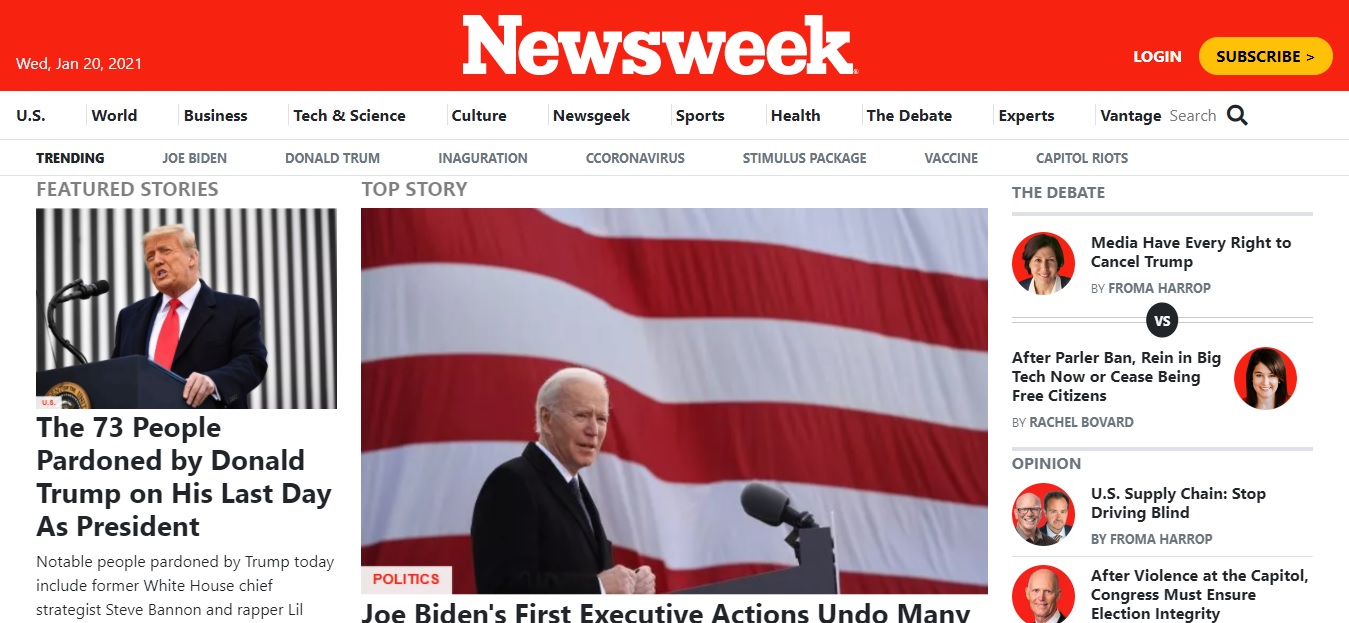 Newsweek
Wed, Jan 20, 2021
LOGIN
SUBSCRIBE >
U.S.
World
Business
Tech & Science
Culture
Newsgeek
Sports
Health
The Debate
Experts
Vantage
Search
TRENDING
JOE BIDEN
DONALD TRUM
INAGURATION
CCORONAVIRUS
STIMULUS PACKAGE
VACCINE
CAPITOL RIOTS
FEATURED STORIES
U.S.
The 73 People
Pardoned by Donald
Trump on His Last Day
As President
Notable people pardoned by Trump today
include former White House chief
strategist Steve Bannon and rapper Lil
TOP STORY
POLITICS
Joe Biden's First Executive Actions Undo Many
THE DEBATE
Media Have Every Right to
Cancel Trump
BY FROMA HARROP
VS
After Parler Ban, Rein in Big
Tech Now or Cease Being
Free Citizens
BY RACHEL BOVARD
OPINION
U.S. Supply Chain: Stop
Driving Blind
BY FROMA HARROP
After Violence at the Capitol,
Congress Must Ensure
Election Integrity